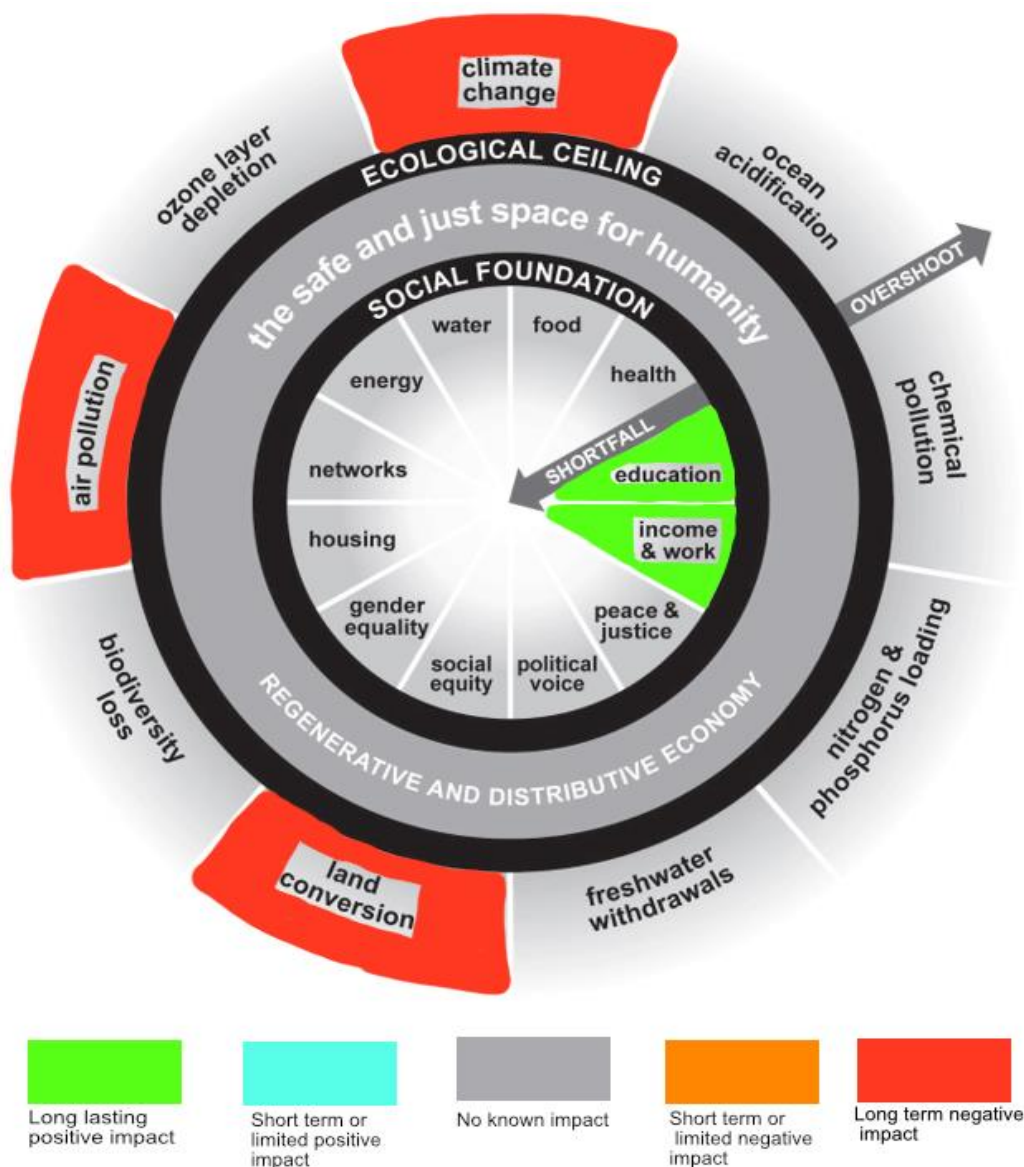 climate
change
ozone layer
depletion
ocean
acidification
ECOLOGICAL CEILING
the safe and just space for humanity
OVERSHOOT
SOCIAL FOUNDATION
water
food
energy
health
air pollution
chemical
pollution
SHORTFALL
networks
education
housing
income
& work
gender
equality
peace &
justice
social
equity
political
voice
biodiversity
loss
REGENERATIVE AND DISTRIBUTIVE ECONOMY
nitrogen &
phosphorus loading
land
conversion
freshwater
withdrawals
Long lasting
positive impact
Short term or
limited positive
impact
No known impact
Short term or
limited negative
impact
Long term negative
impact